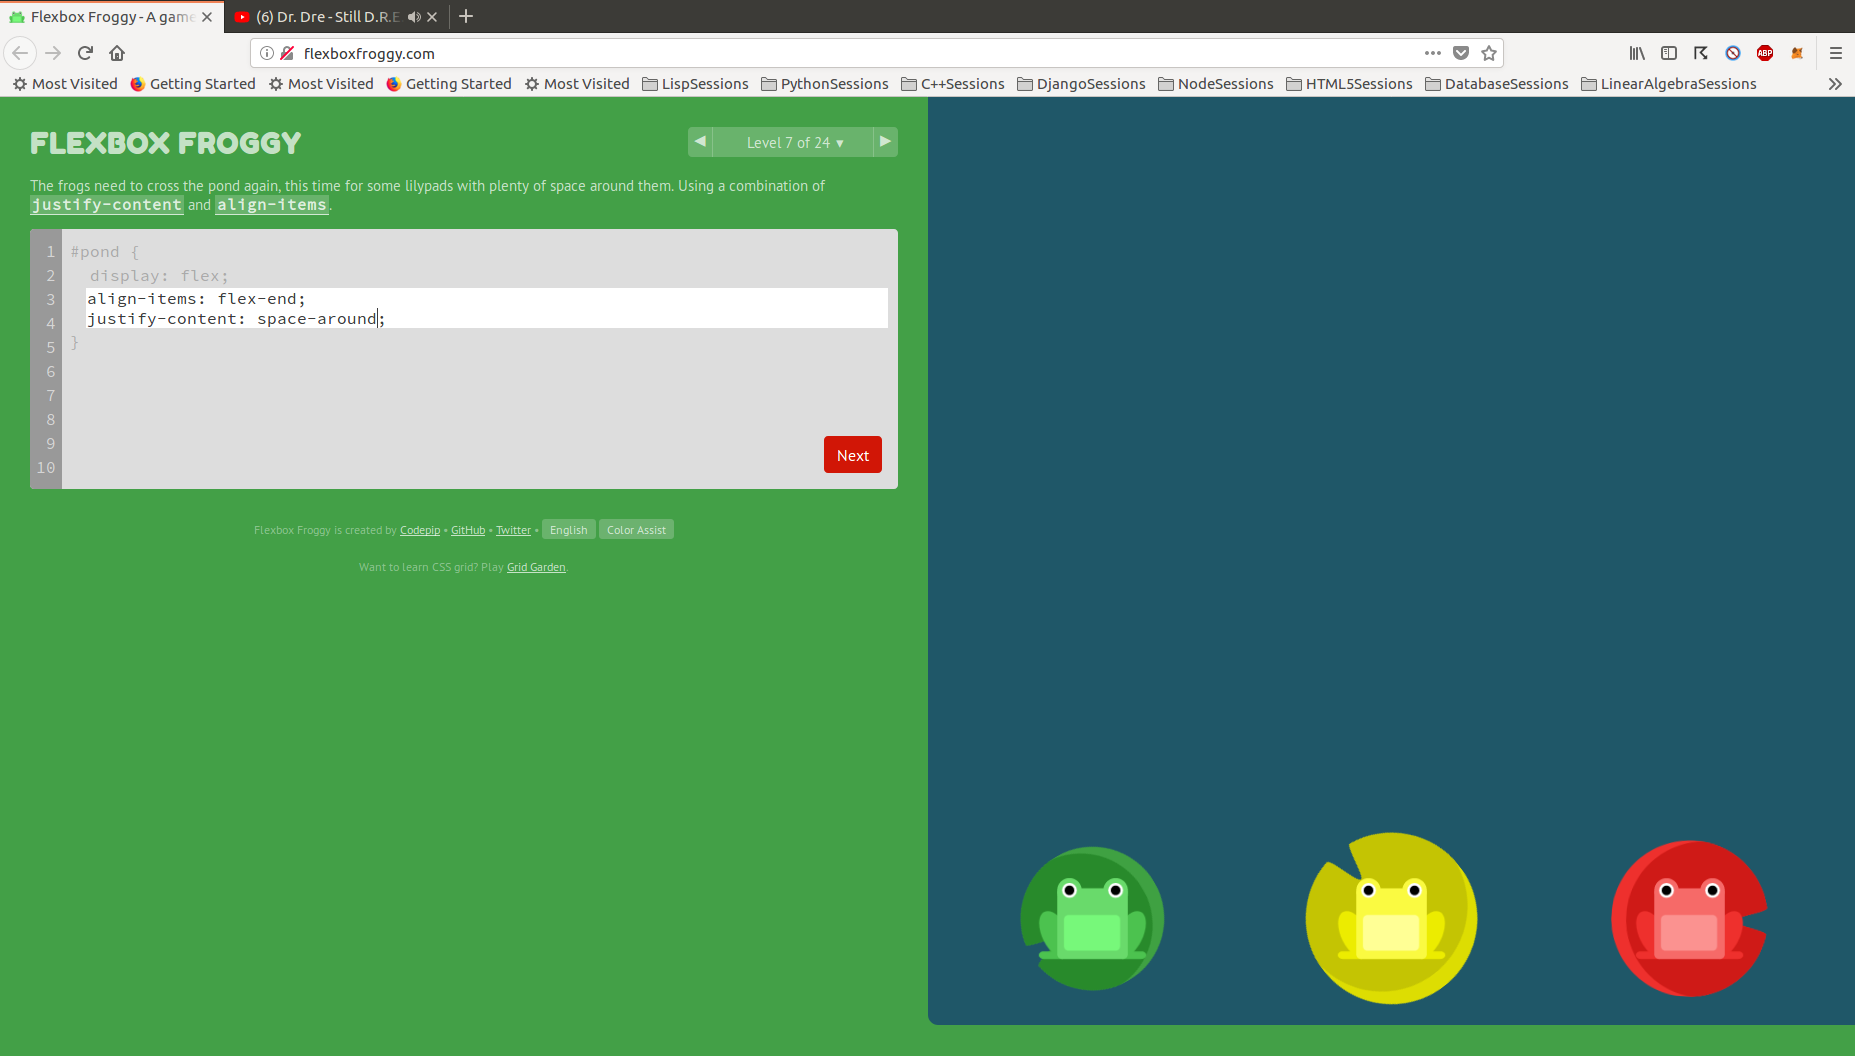 Flexbox Froggy - A game
(6) Dr. Dre - Still D.R.E
flexboxfroggy.com
ABP
Most Visited Getting Started Most Visited Getting Started Most Visited LispSessions PythonSessions C++Sessions DjangoSessions NodeSessions HTML5Sessions DatabaseSessions LinearAlgebraSessions
FLEXBOX FROGGY
◀ Level 7 of 24 ▾ ▶
The frogs need to cross the pond again, this time for some lilypads with plenty of space around them. Using a combination of
justify-content and align-items.
1 #pond {
2 display: flex;
3 align-items: flex-end;
4 justify-content: space-around;
5 }
6
7
8
9
10
Next
Flexbox Froggy is created by Codepip • GitHub • Twitter • English Color Assist
Want to learn CSS grid? Play Grid Garden.